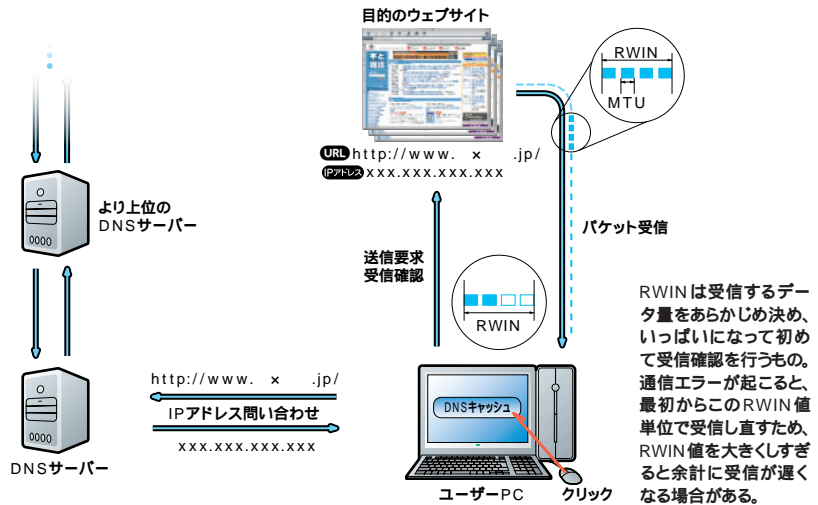 目的のウェブサイト
本と
雑誌
URL http://www. × .jp/
IPアドレス xxx.xxx.xxx.xxx
RWIN
MTU
より上位の
DNSサーバー
送信要求
受信確認
パケット受信
RWIN
RWINは受信するデー
タ量をあらかじめ決め、
いっぱいになって初め
て受信確認を行うもの。
通信エラーが起こると、
最初からこのRWIN値
単位で受信し直すため、
RWIN値を大きくしすぎ
ると余計に受信が遅く
なる場合がある。
http://www. × .jp/
IPアドレス問い合わせ
xxx.xxx.xxx.xxx
DNSキャッシュ
DNSサーバー
ユーザーPC
クリック